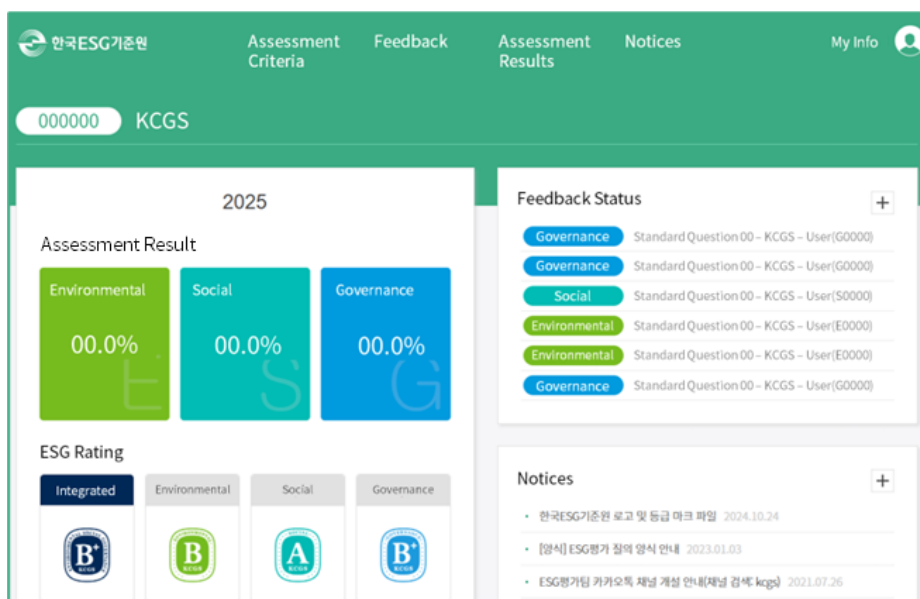 한국ESG기준원
Assessment Criteria
Feedback
Assessment Results
Notices
My Info
000000 KCGS
2025
Assessment Result
Environmental
00.0%
E
Social
00.0%
S
Governance
00.0%
G
ESG Rating
Integrated
Environmental
Social
Governance
B+
KCGS
B
KCGS
A
KCGS
B+
KCGS
Feedback Status
+
Governance Standard Question 00 – KCGS – User(G0000)
Governance Standard Question 00 – KCGS – User(G0000)
Social Standard Question 00 – KCGS – User(S0000)
Environmental Standard Question 00 – KCGS – User(E0000)
Environmental Standard Question 00 – KCGS – User(E0000)
Governance Standard Question 00 – KCGS – User(G0000)
Notices
+
• 한국ESG기준원 로고 및 등급 마크 파일 2024.10.24
• [양식] ESG평가 질의 양식 안내 2023.01.03
• ESG평가팀 카카오톡 채널 개설 안내(채널 검색: kcgs) 2021.07.26